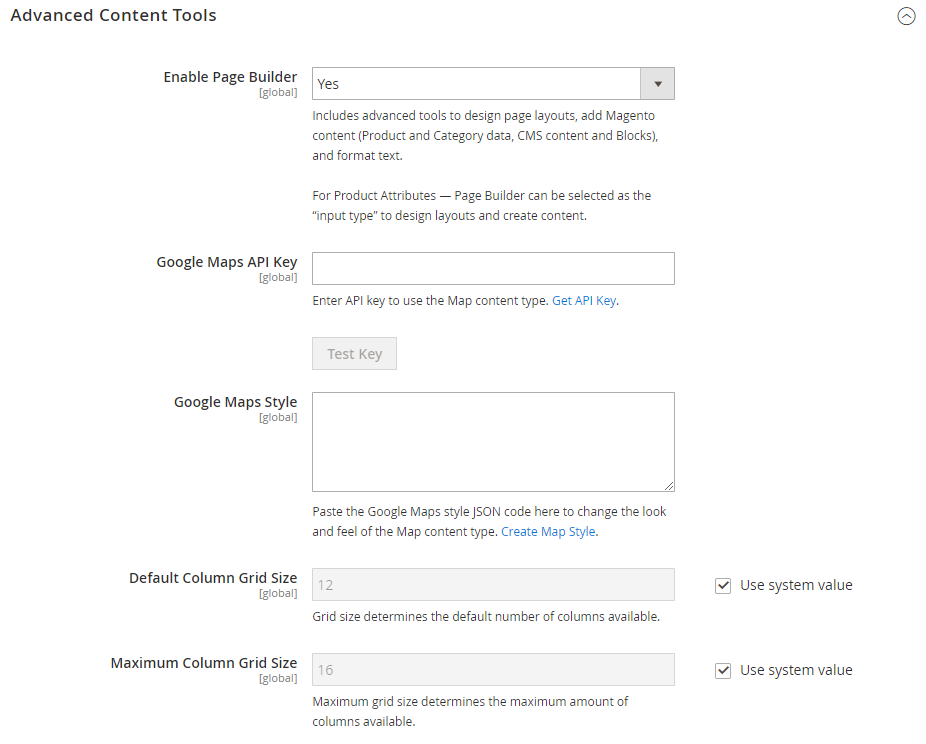 Advanced Content Tools
Enable Page Builder
[global]
Yes
Includes advanced tools to design page layouts, add Magento
content (Product and Category data, CMS content and Blocks),
and format text.
For Product Attributes — Page Builder can be selected as the
“input type” to design layouts and create content.
Google Maps API Key
[global]
Enter API key to use the Map content type. Get API Key.
Test Key
Google Maps Style
[global]
Paste the Google Maps style JSON code here to change the look
and feel of the Map content type. Create Map Style.
Default Column Grid Size
[global]
12
Use system value
Grid size determines the default number of columns available.
Maximum Column Grid Size
[global]
16
Use system value
Maximum grid size determines the maximum amount of
columns available.